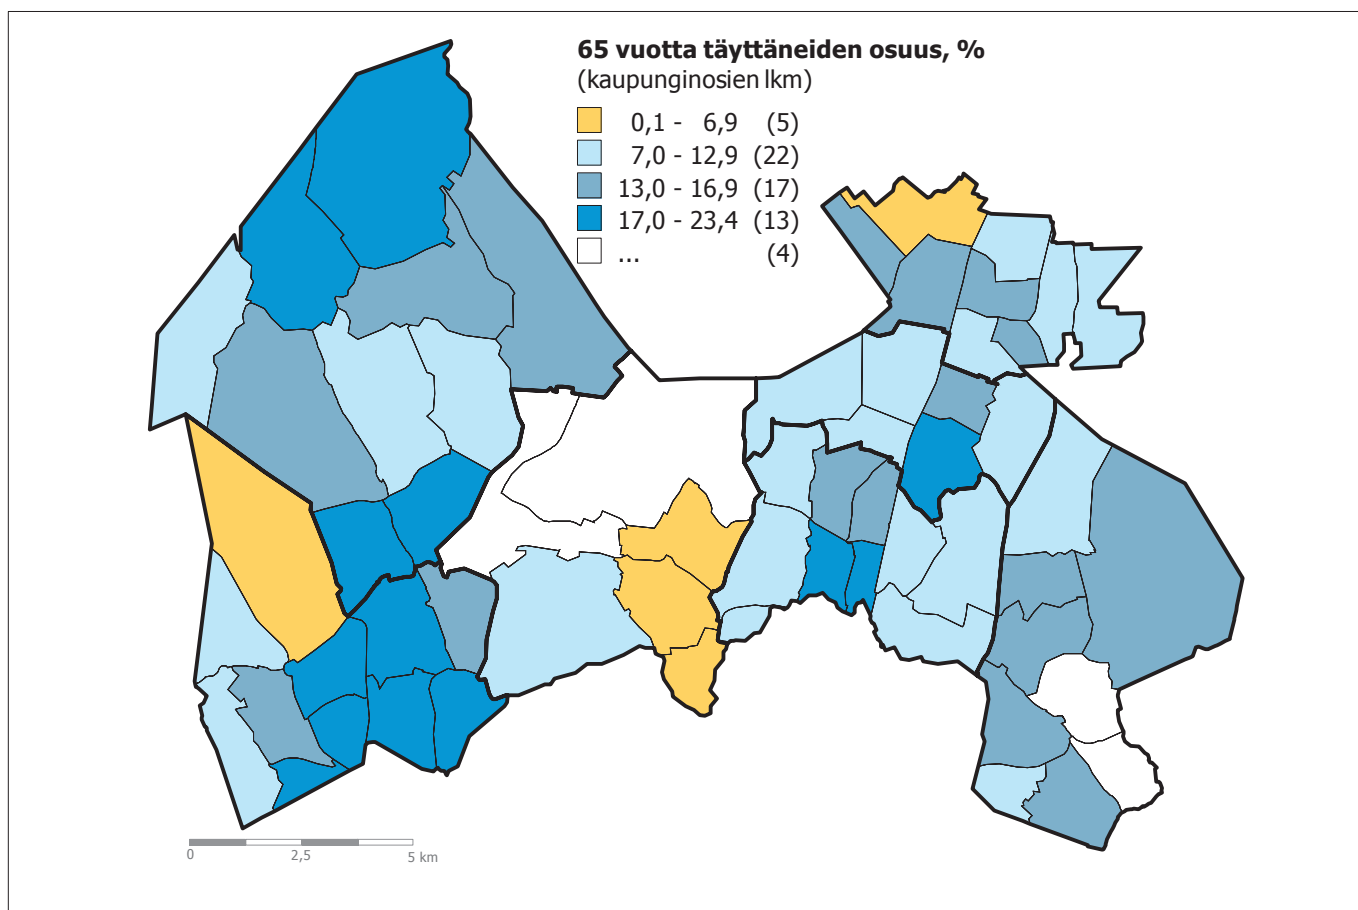 65 vuotta täyttäneiden osuus, %
(kaupunginosien lkm)
0,1 - 6,9 (5)
7,0 - 12,9 (22)
13,0 - 16,9 (17)
17,0 - 23,4 (13)
... (4)
0 2,5 5 km